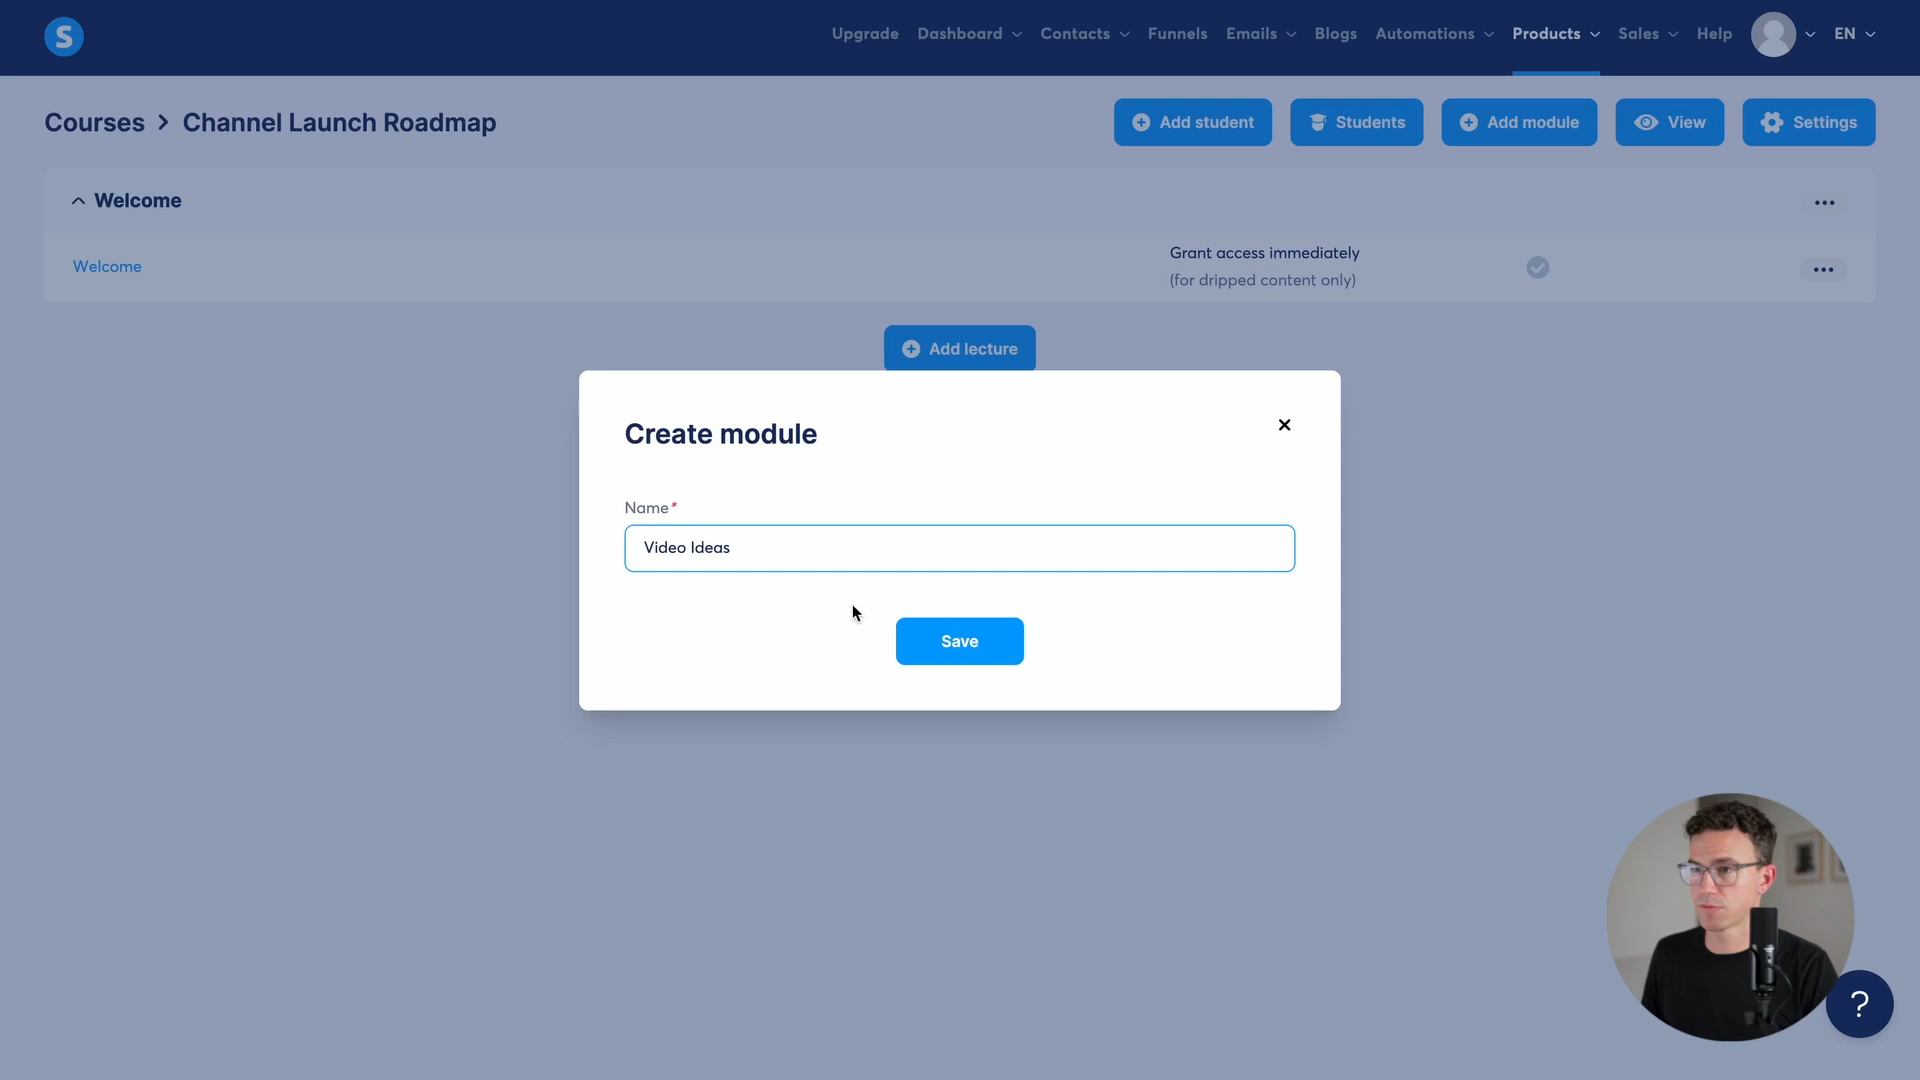 S
Upgrade Dashboard Contacts Funnels Emails Blogs Automations Products Sales Help EN
Courses > Channel Launch Roadmap
Add student Students Add module View Settings
Welcome
Welcome
Grant access immediately
(for dripped content only)
Add lecture
Create module
Name*
Video Ideas
Save
?